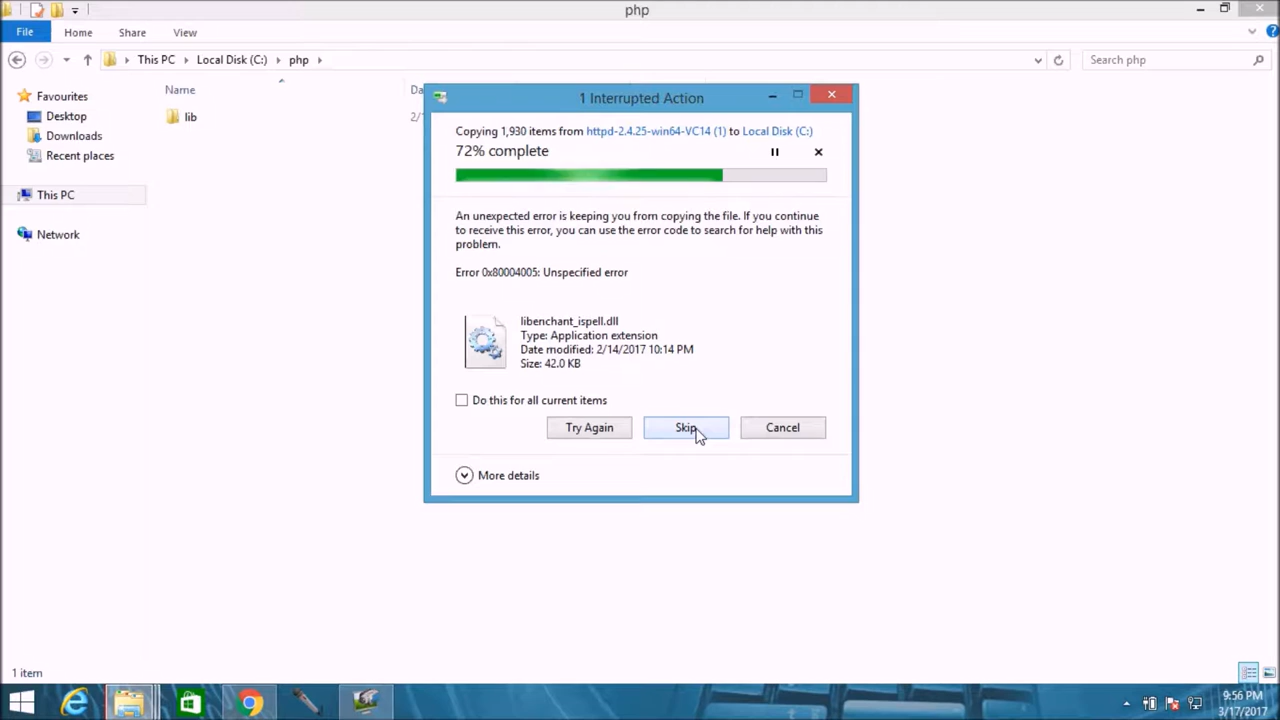 php
File
Home
Share
View
This PC
Local Disk (C:)
php
Search php
Favourites
Desktop
Downloads
Recent places
This PC
Network
Name
Da
lib
2/1
1 Interrupted Action
Copying 1,930 items from httpd-2.4.25-win64-VC14 (1) to Local Disk (C:)
72% complete
An unexpected error is keeping you from copying the file. If you continue
to receive this error, you can use the error code to search for help with this
problem.
Error 0x80004005: Unspecified error
libenchant_ispell.dll
Type: Application extension
Date modified: 2/14/2017 10:14 PM
Size: 42.0 KB
Do this for all current items
Try Again
Skip
Cancel
More details
1 item
9:56 PM
3/17/2017